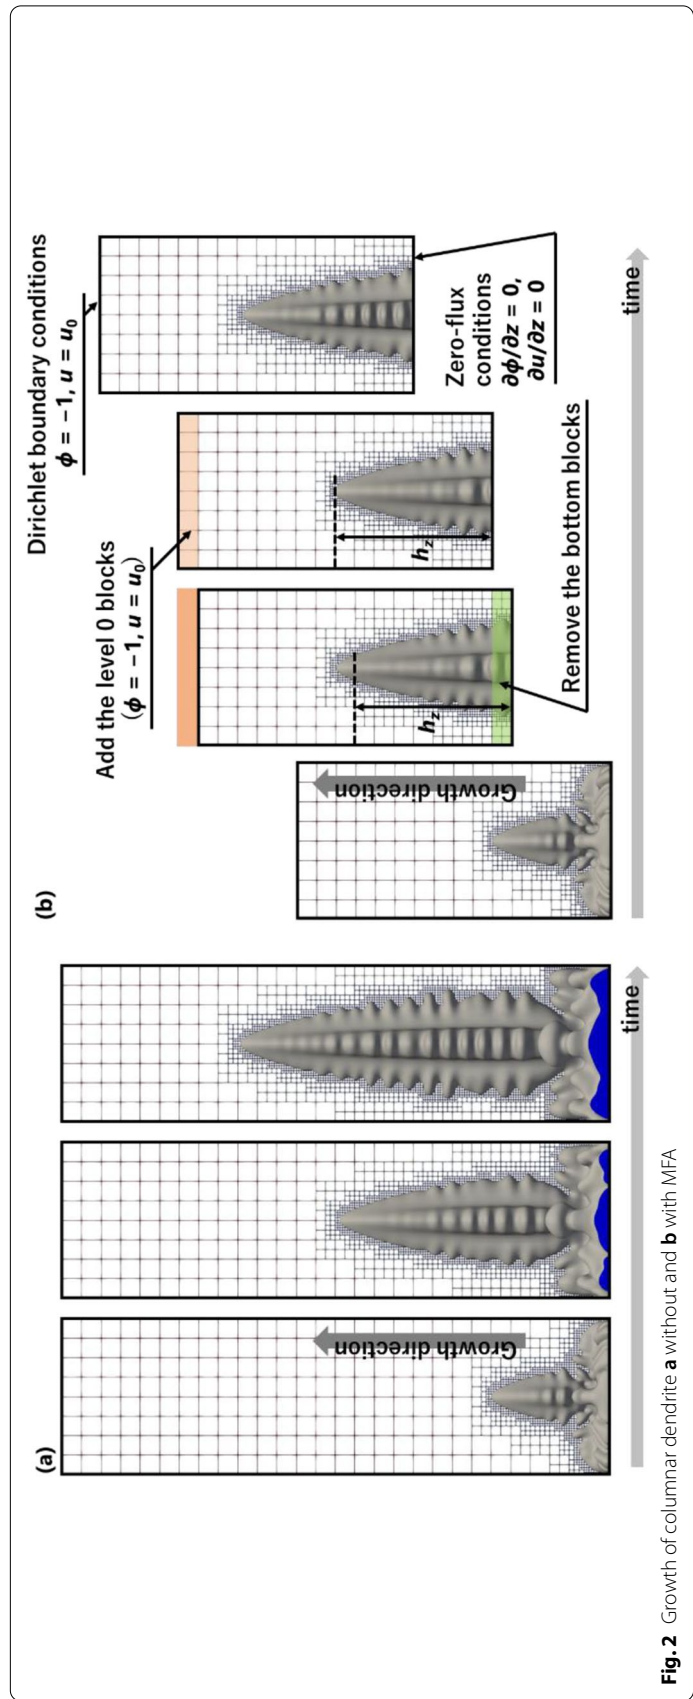 (a)
Growth direction
time
(b)
Growth direction
Add the level 0 blocks
(ϕ = −1, u = u₀)
h_z
h_z
Remove the bottom blocks
Dirichlet boundary conditions
ϕ = −1, u = u₀
Zero-flux
conditions
∂ϕ/∂z = 0,
∂u/∂z = 0
time
Fig. 2 Growth of columnar dendrite a without and b with MFA